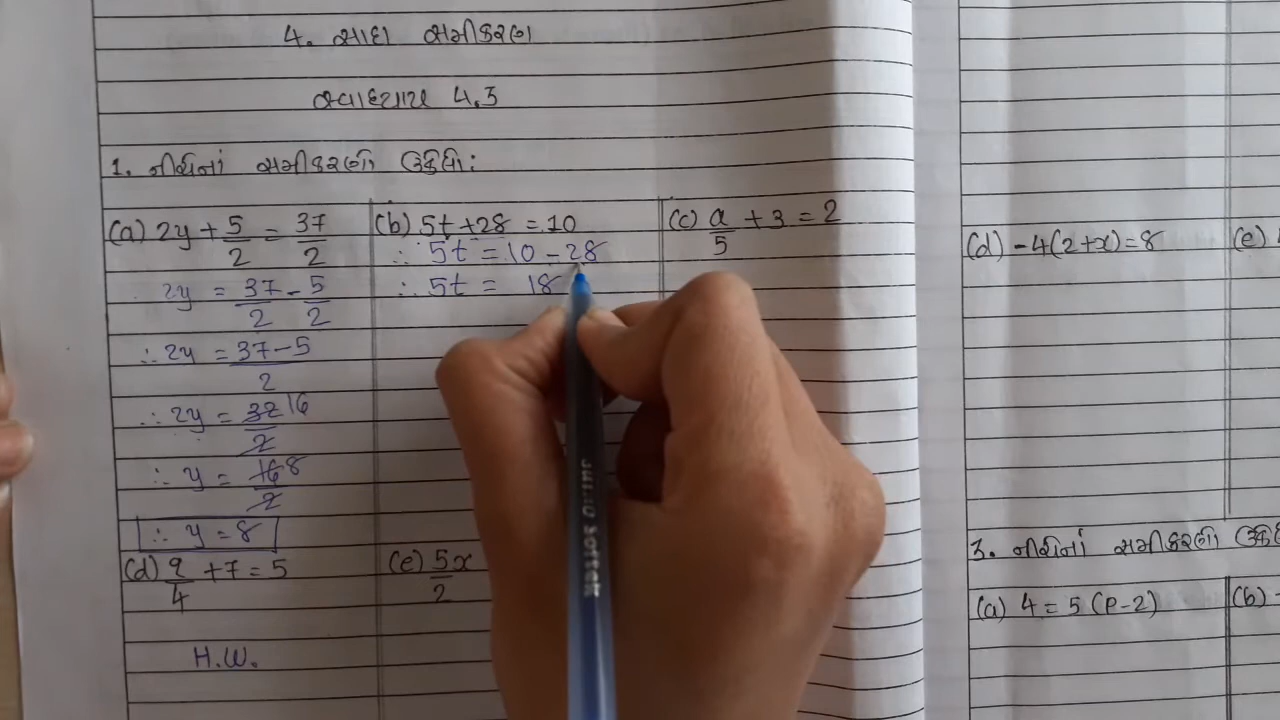 4. સાદા સમીકરણ
સ્વાધ્યાય 4.3
1. નીચેનાં સમીકરણો ઉકેલો:
(a) 2y + 5/2 = 37/2
2y = 37/2 - 5/2
∴ 2y = 37-5/2
∴ 2y = 32 16/2
∴ y = 16 8/2
∴ y = 8
(b) 5t + 28 = 10
∴ 5t = 10 - 28
∴ 5t = 18
(c) a/5 + 3 = 2
(d) q/4 + 7 = 5
H.W.
(e) 5x/2
(d) -4(2+x) = 8
(e)
3. નીચેનાં સમીકરણો
(a) 4 = 5 (P-2)
(b)